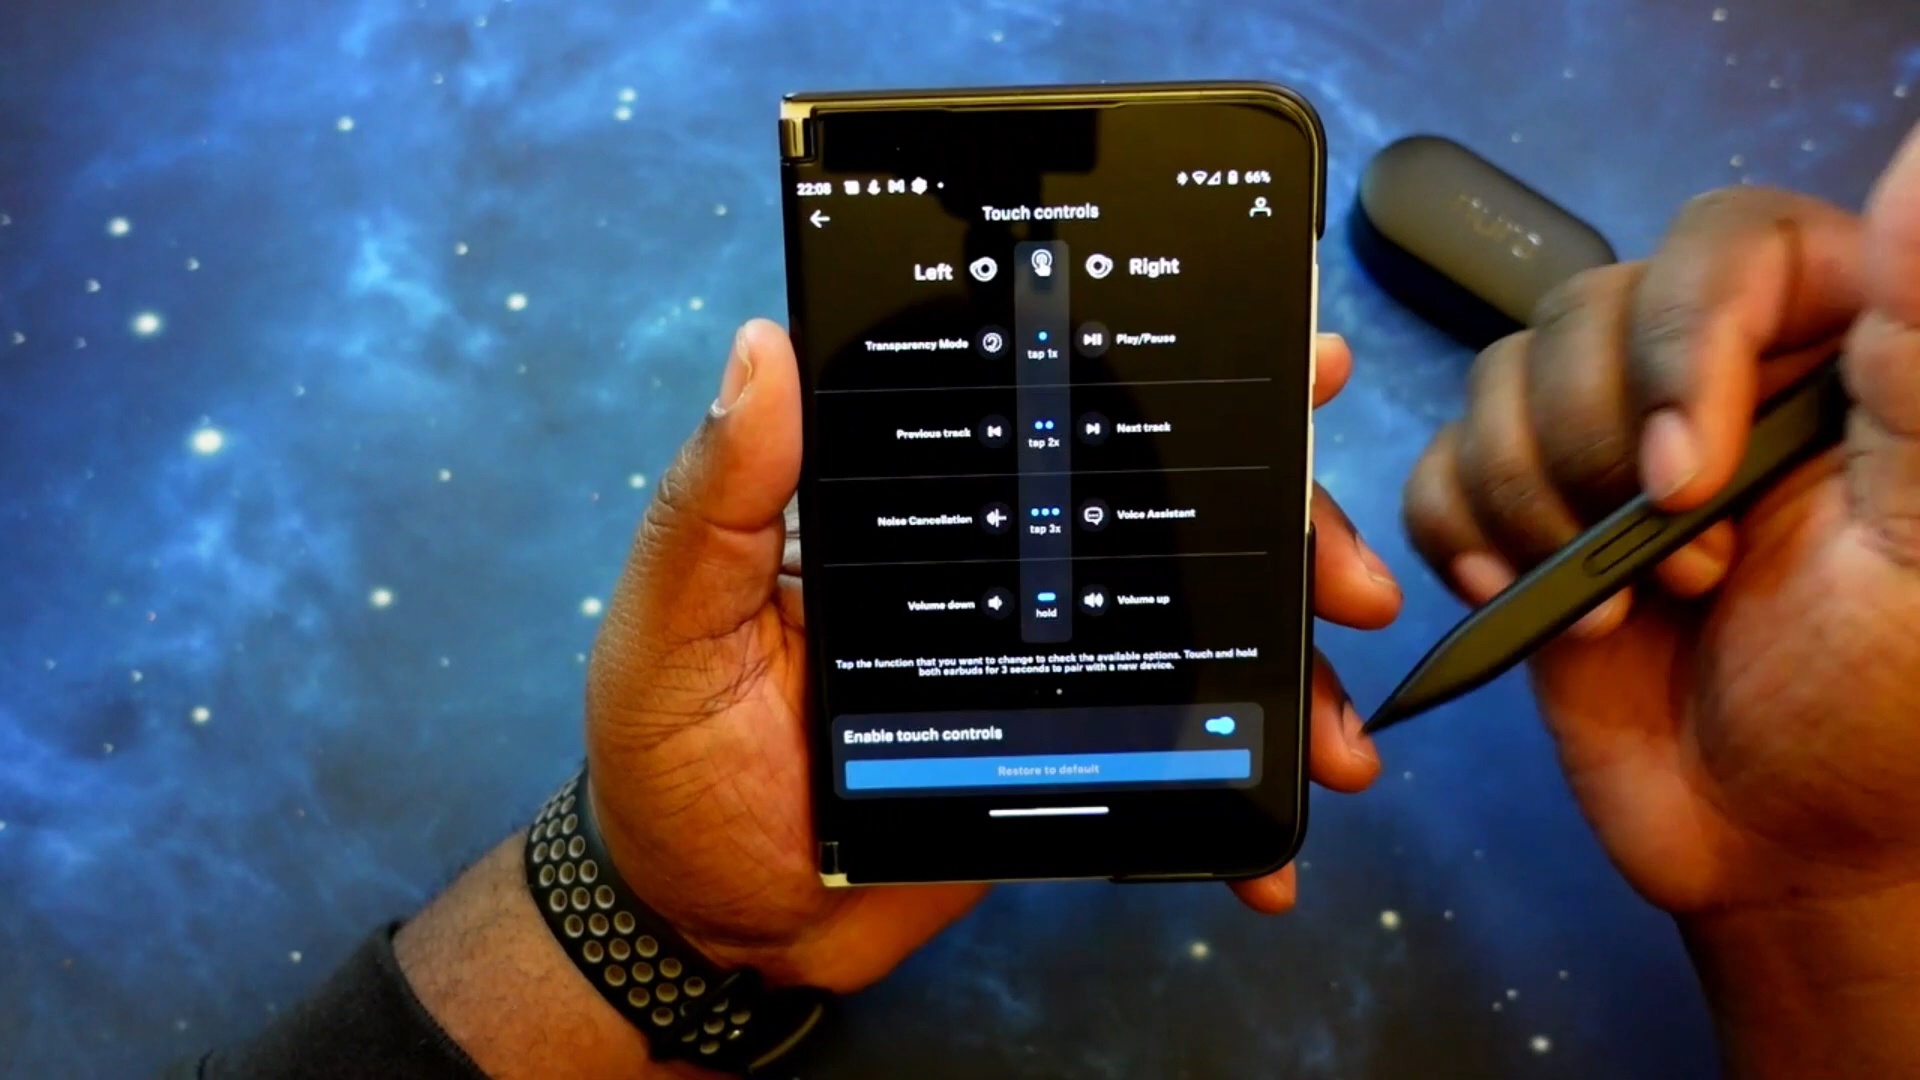 22:08 66%
Touch controls
Left Right
Transparency Mode tap 1x Play/Pause
Previous track tap 2x Next track
Noise Cancellation tap 3x Voice Assistant
Volume down hold Volume up
Tap the function that you want to change to check the available options. Touch and hold
both earbuds for 3 seconds to pair with a new device.
Enable touch controls
Restore to default